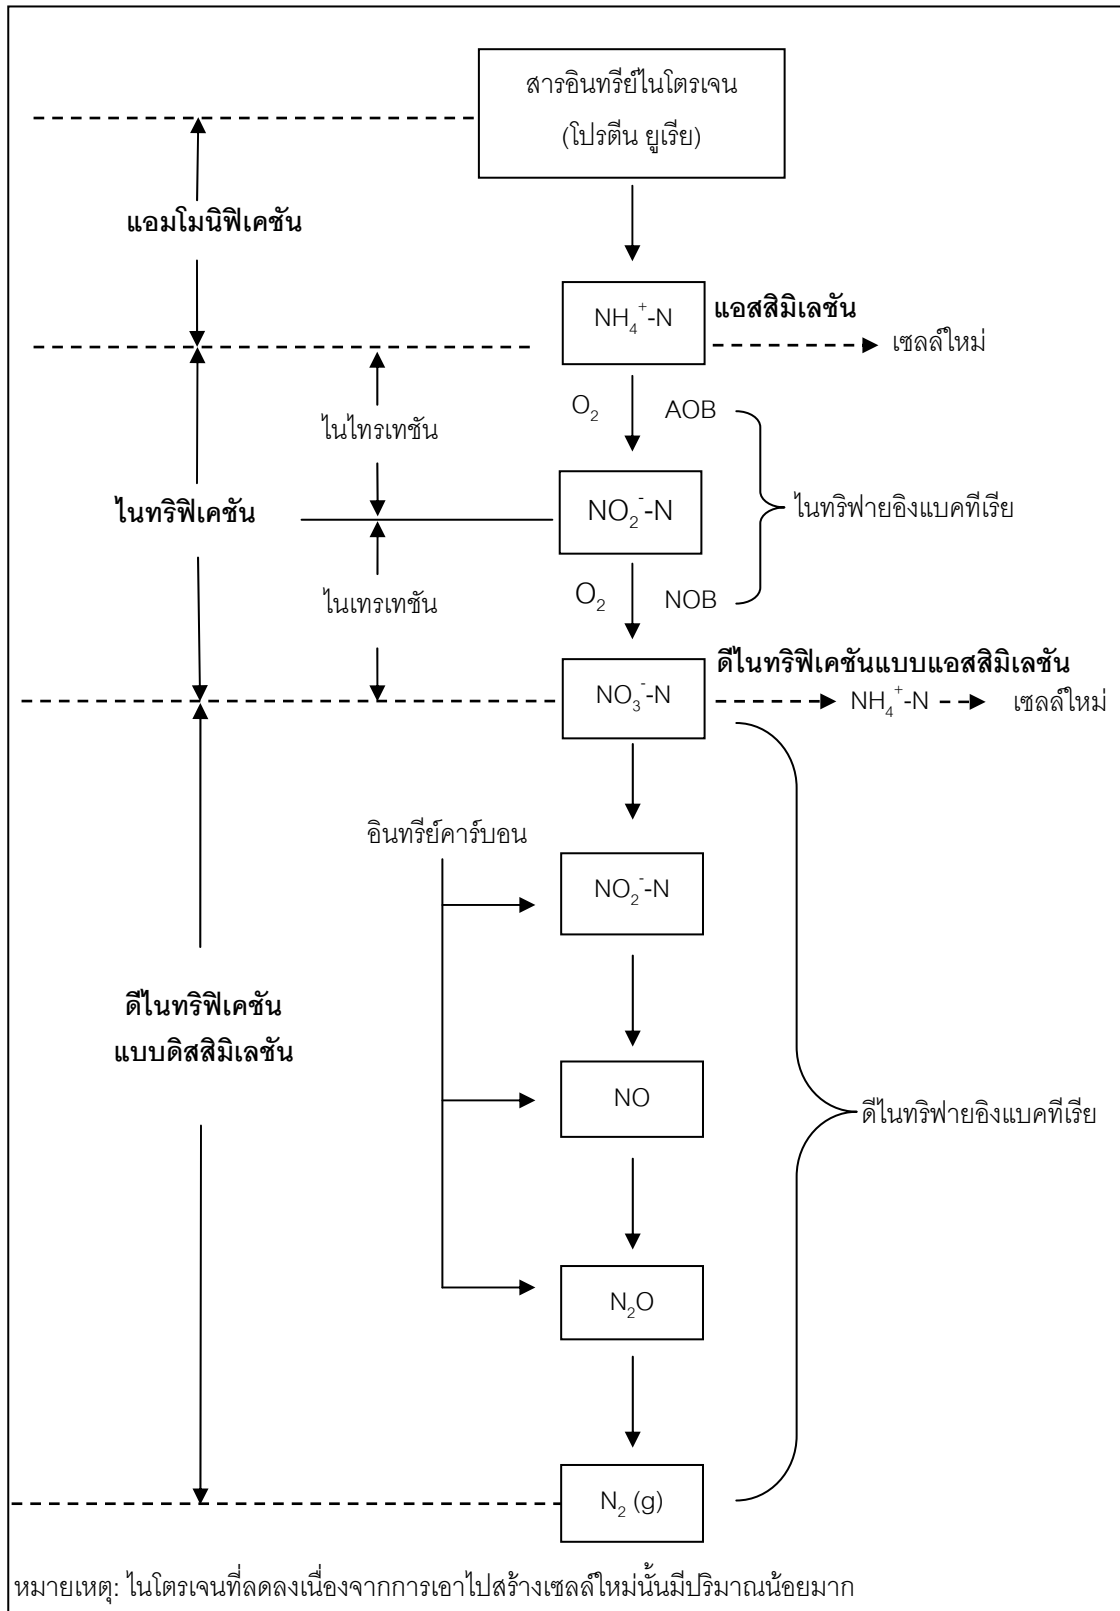 สารอินทรีย์ไนโตรเจน
(โปรตีน ยูเรีย)
แอมโมนิฟิเคชัน
NH₄⁺-N
แอสสิมิเลชัน
เซลล์ใหม่
O₂
AOB
ไนไทรเทชัน
ไนทริฟิเคชัน
NO₂⁻-N
ไนทริฟายอิงแบคทีเรีย
ไนเทรเทชัน
O₂
NOB
ดีไนทริฟิเคชันแบบแอสสิมิเลชัน
NO₃⁻-N
NH₄⁺-N
เซลล์ใหม่
อินทรีย์คาร์บอน
NO₂⁻-N
ดีไนทริฟิเคชัน
แบบดิสสิมิเลชัน
NO
ดีไนทริฟายอิงแบคทีเรีย
N₂O
N₂ (g)
หมายเหตุ: ไนโตรเจนที่ลดลงเนื่องจากการเอาไปสร้างเซลล์ใหม่นั้นมีปริมาณน้อยมาก